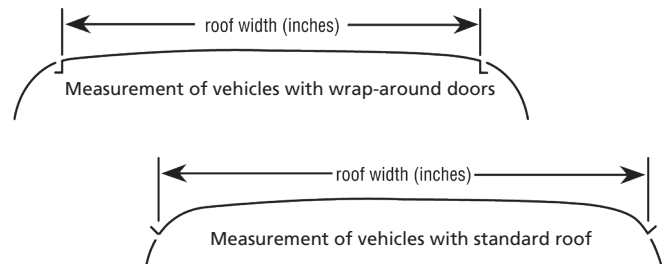 roof width (inches)
Measurement of vehicles with wrap-around doors
roof width (inches)
Measurement of vehicles with standard roof